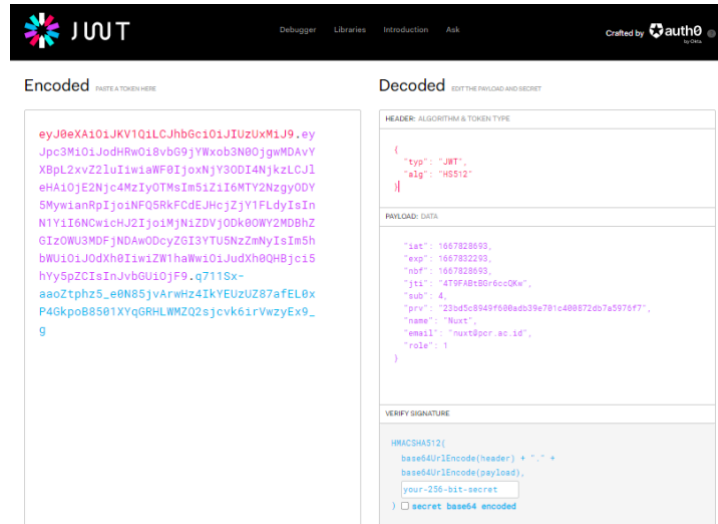 JWT
Debugger Libraries Introduction Ask
Crafted by auth0
by Okta
Encoded PASTE A TOKEN HERE
eyJ0eXAiOiJKV1QiLCJhbGciOiJIUzUxMiJ9.ey
Jpc3MiOiJodHRwOi8vbG9jYWxob3N0OjgwMDAvY
XBpL2xvZ2luIiwiaWF0IjoxNjY3ODI4NjkzLCJl
eHAiOjE2Njc4MzIyOTMsIm5iZiI6MTY2NzgyODY
5MywianRpIjoiNFQ5RkFCdEJHcjZjY1FLdyIsIn
N1YiI6NCwicHJ2IjoiMjNiZDVjODk0OWY2MDBhZ
GIzOWU3MDFjNDAwODcyZGI3YTU5NzZmNyIsIm5h
bWUiOiJOdXh0IiwiZW1haWwiOiJudXh0QHBjci5
hYy5pZCIsInJvbGUiOjF9.q711Sx-
aaoZtphz5_e0N85jvArwHz4IkYEUzUZ87afEL0x
P4GkpoB8501XYqGRHLWMZQ2sjcvk6irVwzyEx9_
g
Decoded EDIT THE PAYLOAD AND SECRET
HEADER: ALGORITHM & TOKEN TYPE
{
"typ": "JWT",
"alg": "HS512"
}
PAYLOAD: DATA
"iat": 1667828693,
"exp": 1667832293,
"nbf": 1667828693,
"jti": "4T9FABtBGr6ccQKw",
"sub": 4,
"prv": "23bd5c8949f600adb39e701c400872db7a5976f7",
"name": "Nuxt",
"email": "nuxt@pcr.ac.id",
"role": 1
}
VERIFY SIGNATURE
HMACSHA512(
base64UrlEncode(header) + "." +
base64UrlEncode(payload),
your-256-bit-secret
) secret base64 encoded